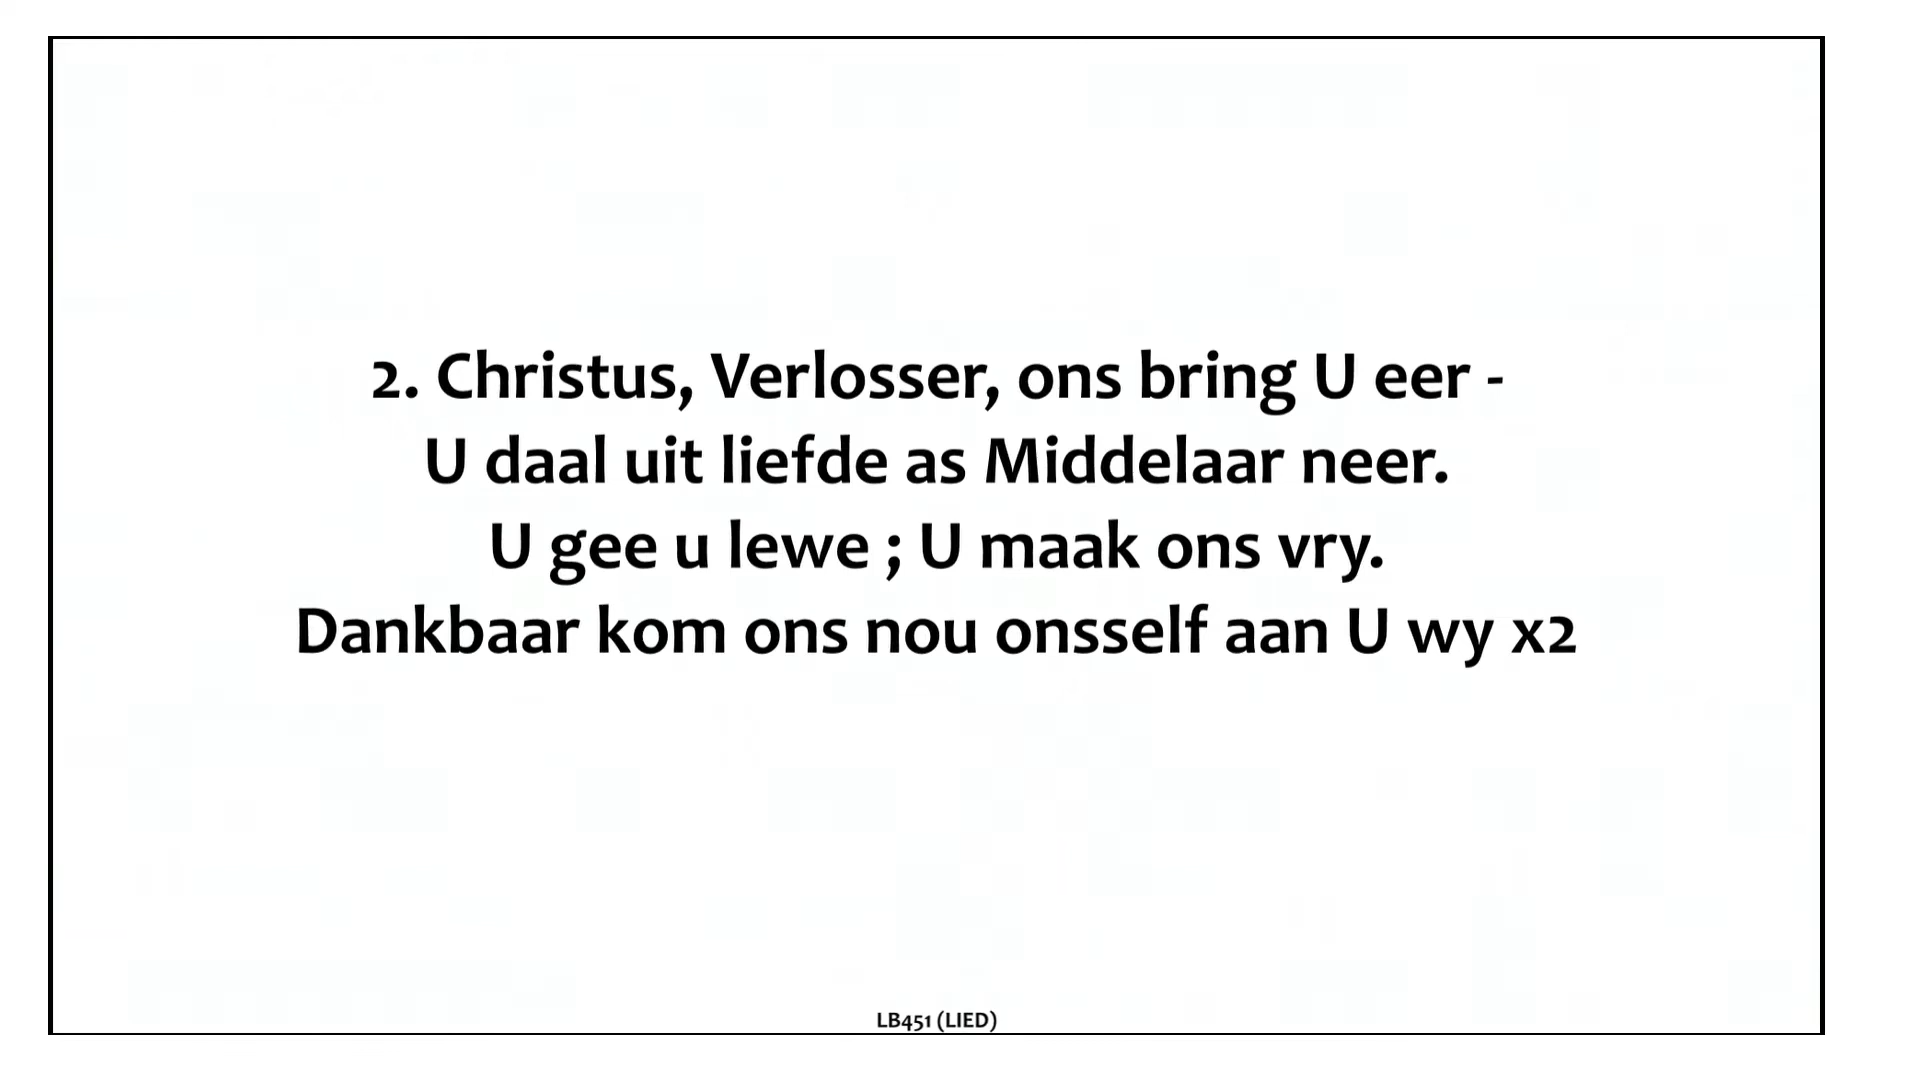 2. Christus, Verlosser, ons bring U eer -
U daal uit liefde as Middelaar neer.
U gee u lewe ; U maak ons vry.
Dankbaar kom ons nou onsself aan U wy x2
LB451 (LIED)